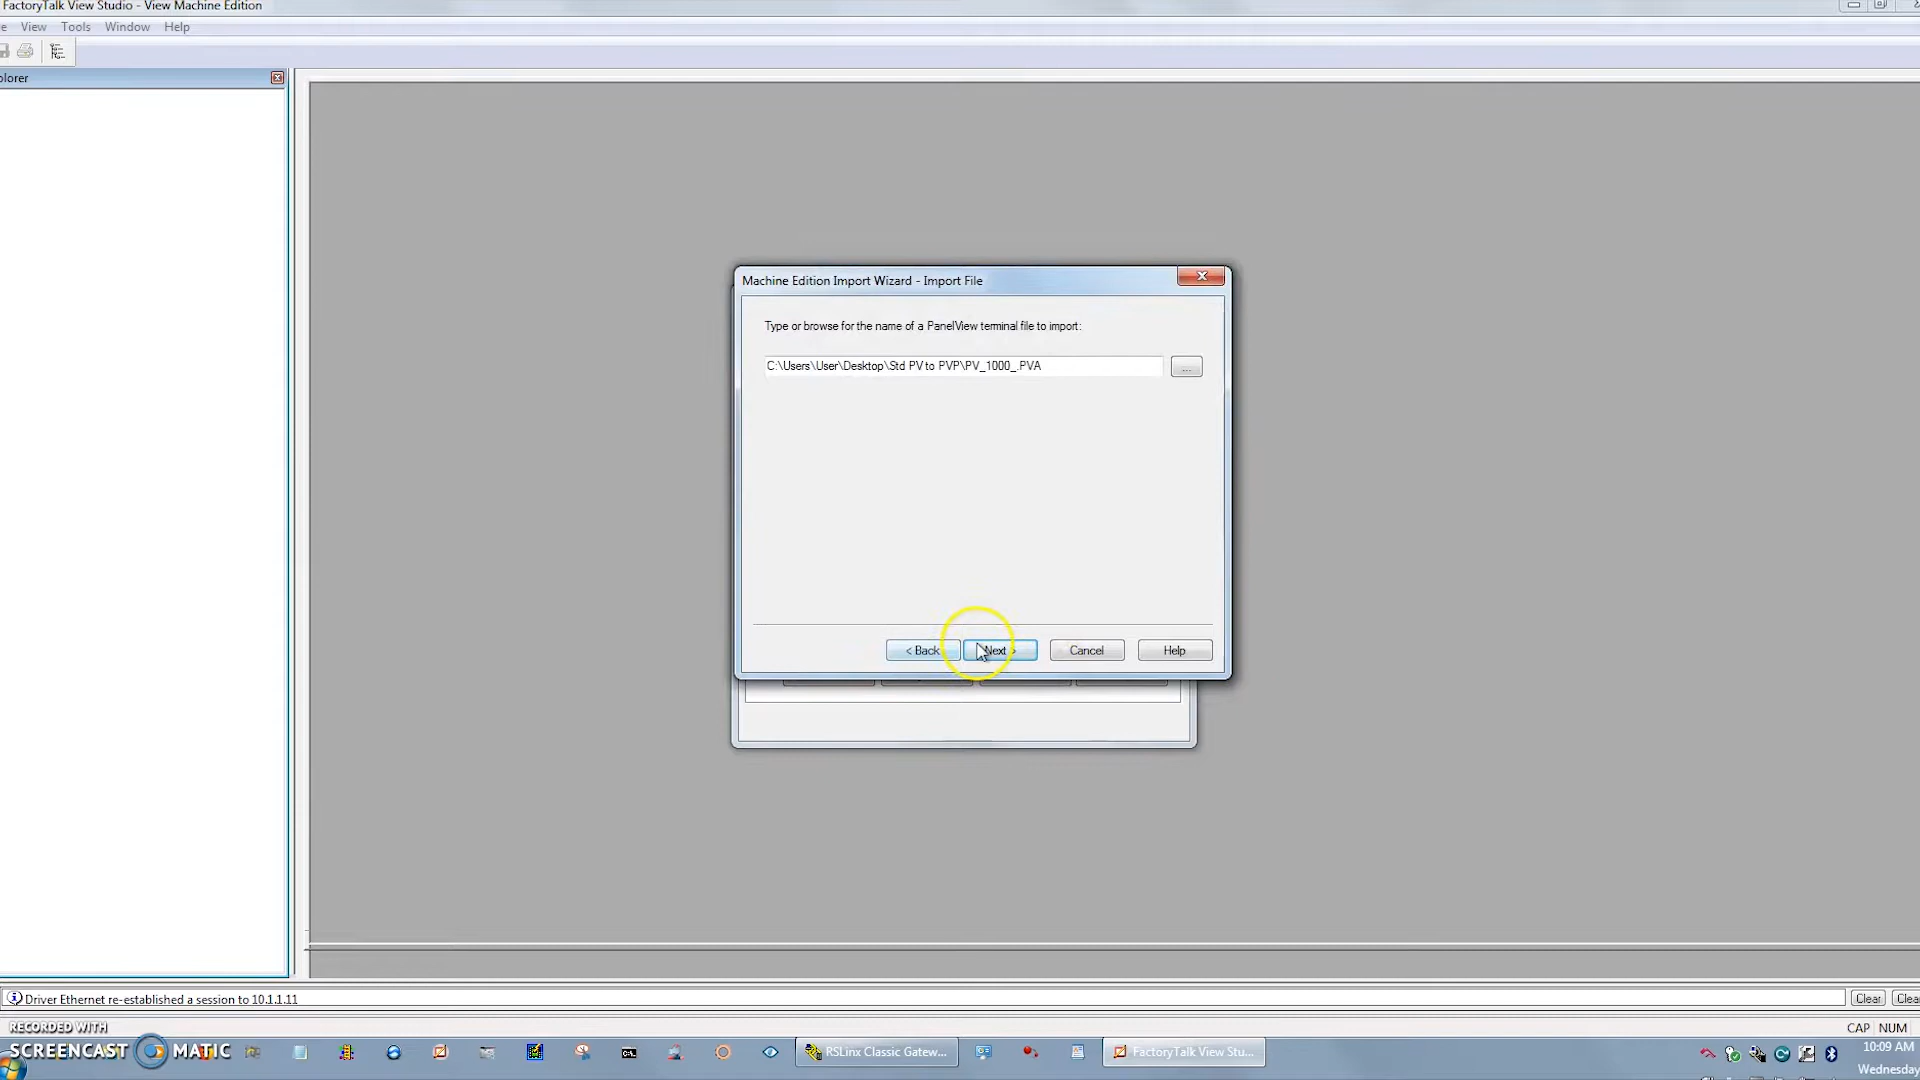 FactoryTalk View Studio - View Machine Edition
View Tools Window Help
plorer
Machine Edition Import Wizard - Import File
Type or browse for the name of a PanelView terminal file to import:
C:\Users\User\Desktop\Std PV to PVP\PV_1000_.PVA
...
< Back Next > Cancel Help
Driver Ethernet re-established a session to 10.1.1.11
Clear Clea
CAP NUM
RECORDED WITH
SCREENCAST MATIC
RSLinx Classic Gatew...
FactoryTalk View Stu...
10:09 AM
Wednesday